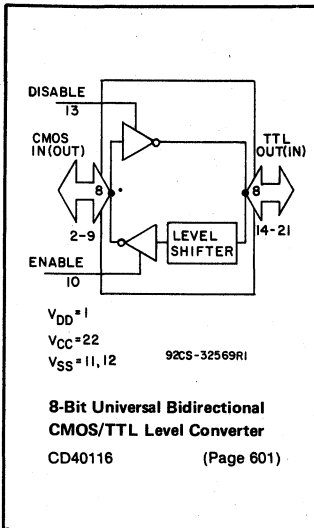 DISABLE
13
CMOS
IN(OUT)
TTL
OUT(IN)
8
8
LEVEL
SHIFTER
2-9
14-21
ENABLE
10
VDD=1
VCC=22
VSS=11,12
92CS-32569RI
8-Bit Universal Bidirectional
CMOS/TTL Level Converter
CD40116 (Page 601)